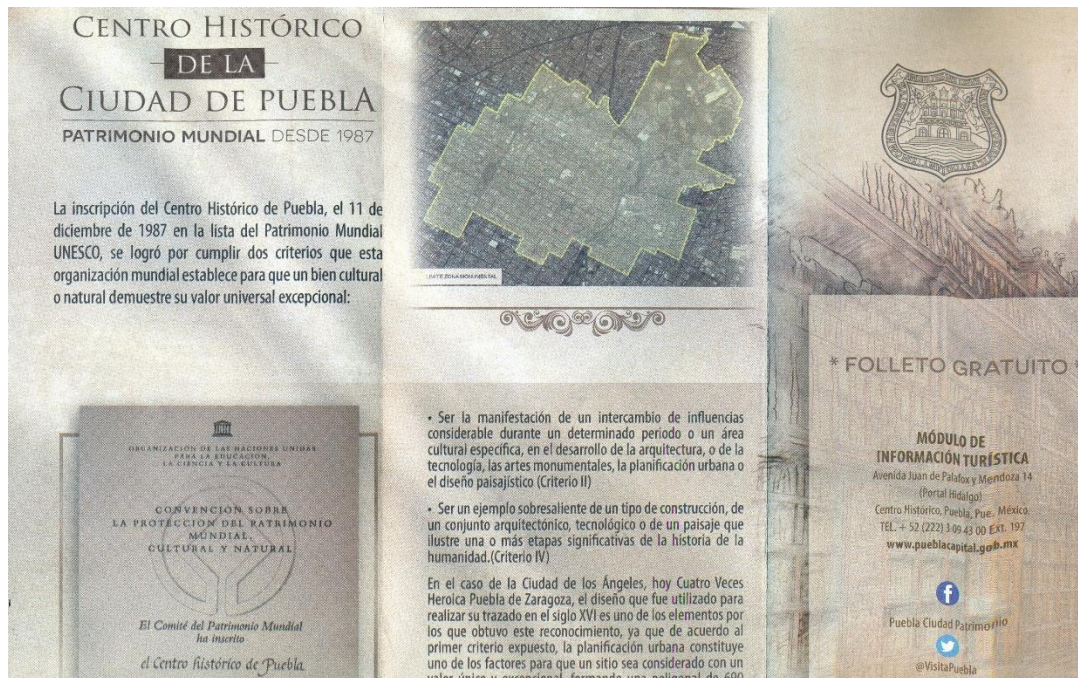 CENTRO HISTÓRICO
DE LA
CIUDAD DE PUEBLA
PATRIMONIO MUNDIAL DESDE 1987
La inscripción del Centro Histórico de Puebla, el 11 de
diciembre de 1987 en la lista del Patrimonio Mundial
UNESCO, se logró por cumplir dos criterios que esta
organización mundial establece para que un bien cultural
o natural demuestre su valor universal excepcional:
ORGANIZACIÓN DE LAS NACIONES UNIDAS
PARA LA EDUCACIÓN,
LA CIENCIA Y LA CULTURA
CONVENCIÓN SOBRE
LA PROTECCIÓN DEL PATRIMONIO
MUNDIAL,
CULTURAL Y NATURAL
El Comité del Patrimonio Mundial
ha inscrito
el Centro histórico de Puebla
ZONA MONUMENTAL
• Ser la manifestación de un intercambio de influencias
considerable durante un determinado periodo o un área
cultural específica, en el desarrollo de la arquitectura, o de la
tecnología, las artes monumentales, la planificación urbana o
el diseño paisajístico (Criterio II)
• Ser un ejemplo sobresaliente de un tipo de construcción, de
un conjunto arquitectónico, tecnológico o de un paisaje que
ilustre una o más etapas significativas de la historia de la
humanidad.(Criterio IV)
En el caso de la Ciudad de los Ángeles, hoy Cuatro Veces
Heroica Puebla de Zaragoza, el diseño que fue utilizado para
realizar su trazado en el siglo XVI es uno de los elementos por
los que obtuvo este reconocimiento, ya que de acuerdo al
primer criterio expuesto, la planificación urbana constituye
uno de los factores para que un sitio sea considerado con un
valor único y excepcional, formando una poligonal de 690
* FOLLETO GRATUITO *
MÓDULO DE
INFORMACIÓN TURÍSTICA
Avenida Juan de Palafox y Mendoza 14
(Portal Hidalgo)
Centro Histórico, Puebla, Pue. México
TEL. + 52 (222) 3 09 43 00 Ext. 197
www.pueblacapital.gob.mx
Puebla Ciudad Patrimonio
@VisitaPuebla